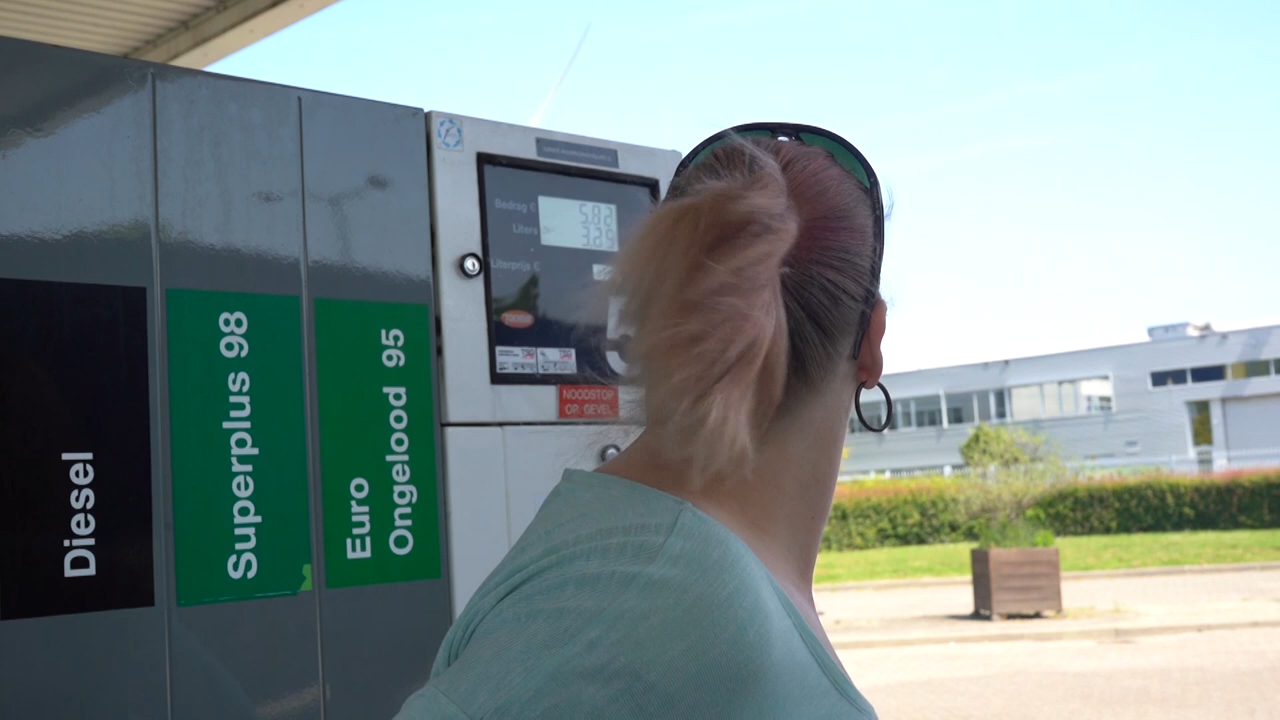 Diesel
Superplus 98
Euro
Ongelood 95
Bedrag €
5.82
Liters
3.29
Literprijs €
NOODSTOP
OP GEVEL